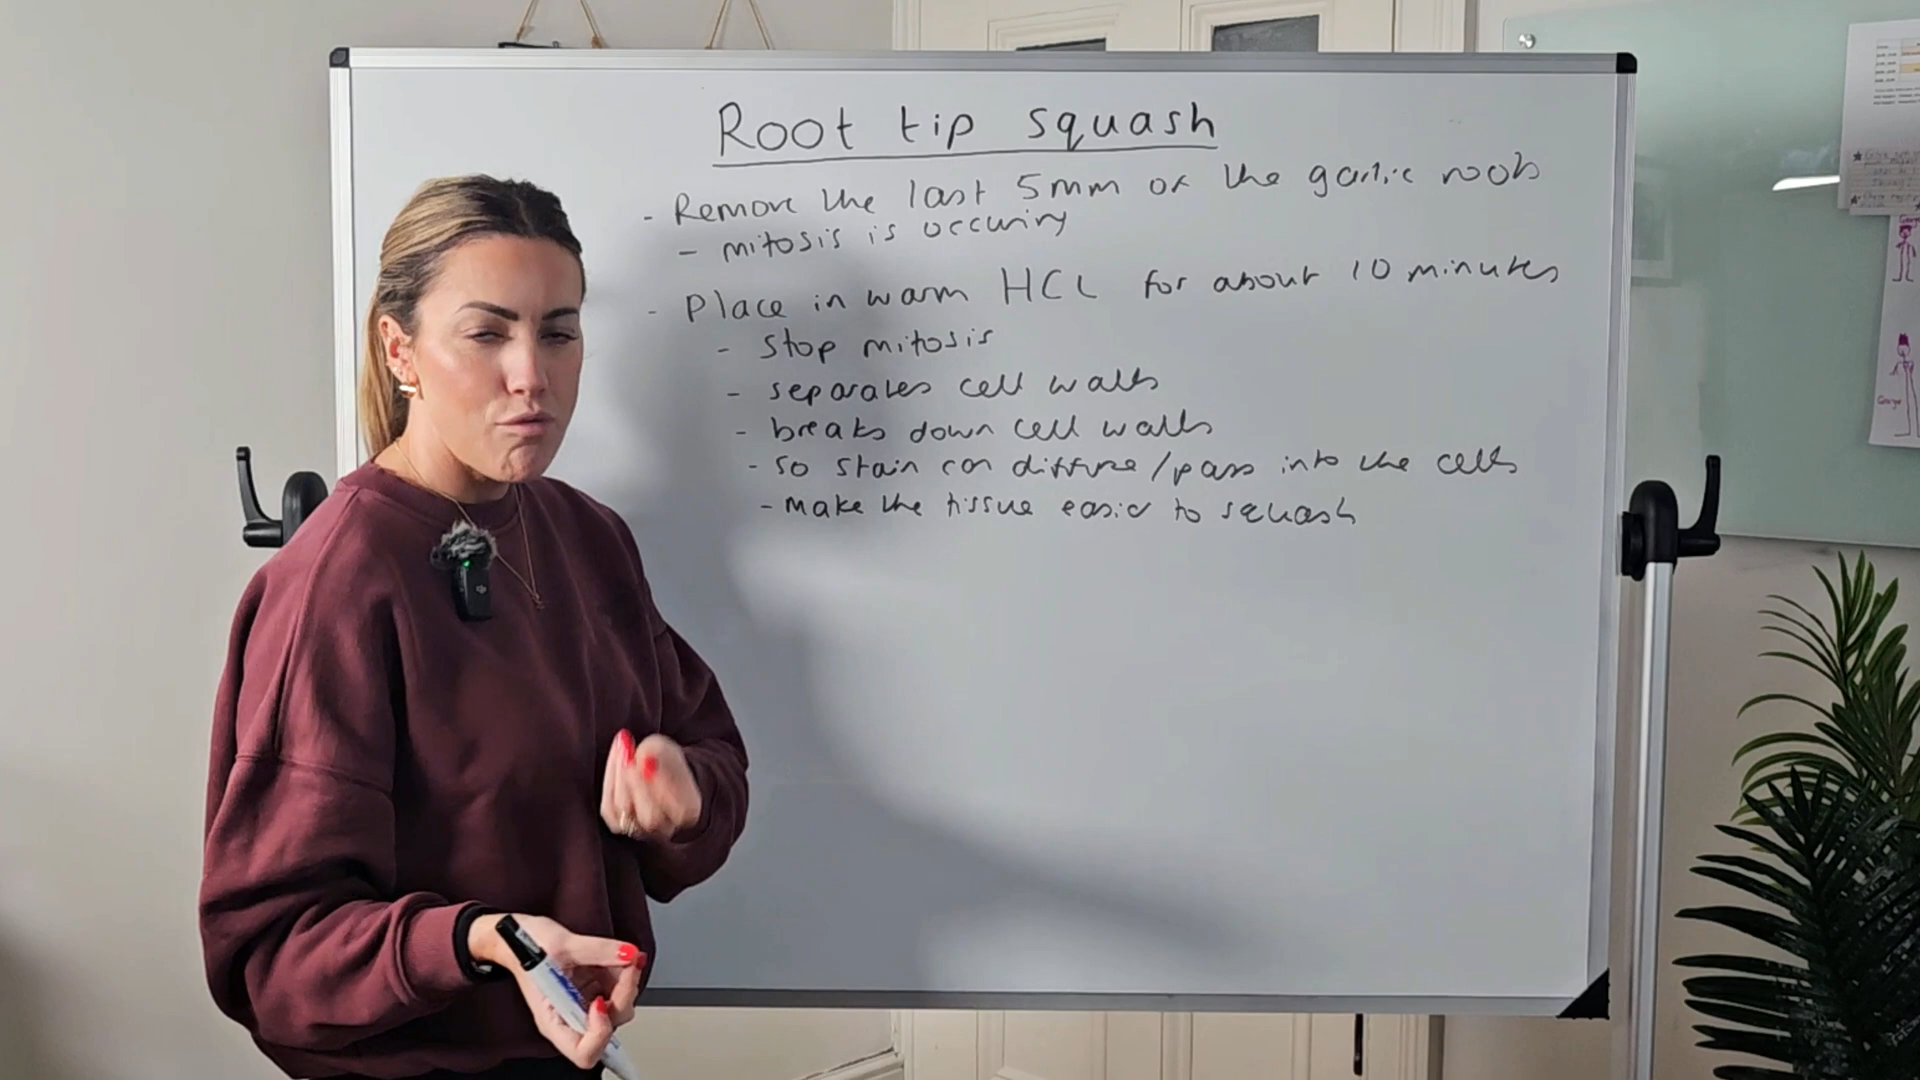 Root tip squash
- Remove the last 5mm of the garlic roots
- mitosis is occuring
- Place in warm HCL for about 10 minutes
- Stop mitosis
- separates cell walls
- breaks down cell walls
- so stain can diffuse/pass into the cells
- make the tissue easier to squash